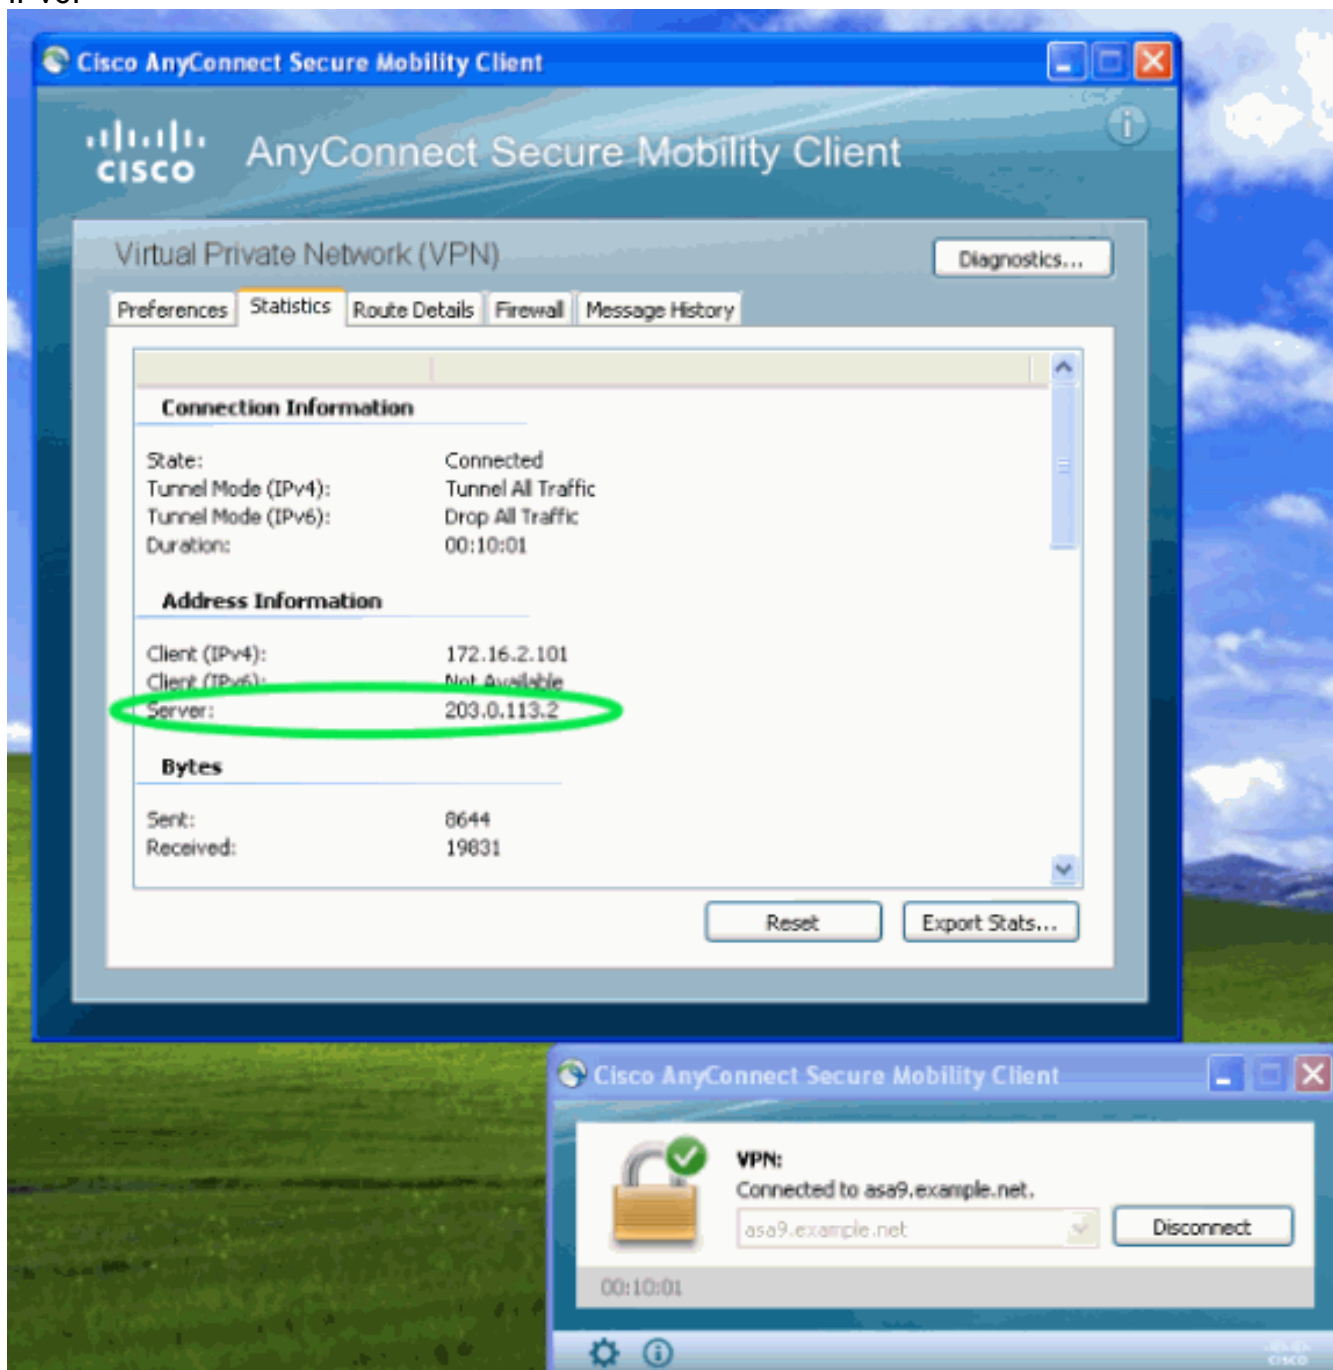 Cisco AnyConnect Secure Mobility Client
CISCO
AnyConnect Secure Mobility Client
Virtual Private Network (VPN)
Diagnostics...
Preferences Statistics Route Details Firewall Message History
Connection Information
State: Connected
Tunnel Mode (IPv4): Tunnel All Traffic
Tunnel Mode (IPv6): Drop All Traffic
Duration: 00:10:01
Address Information
Client (IPv4): 172.16.2.101
Client (IPv6): Not Available
Server: 203.0.113.2
Bytes
Sent: 8644
Received: 19831
Reset Export Stats...
Cisco AnyConnect Secure Mobility Client
VPN:
Connected to asa9.example.net.
asa9.example.net
Disconnect
00:10:01
CISCO